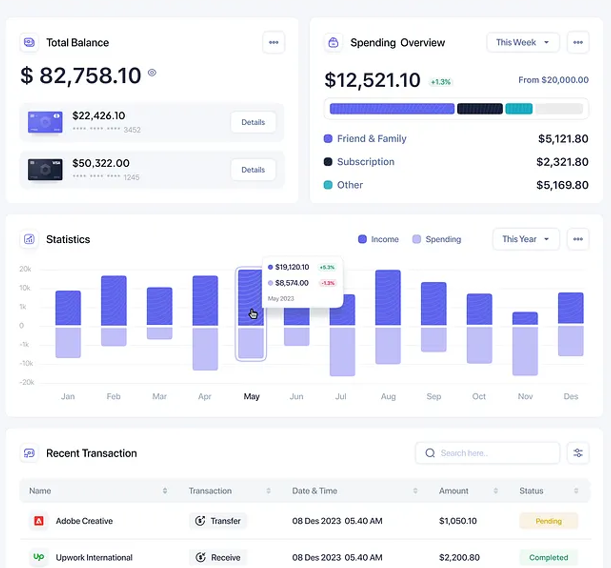 Total Balance
$ 82,758.10
$22,426.10
•••• •••• •••• 3452
Details
$50,322.00
VISA
•••• •••• •••• 1245
Details
Spending Overview
This Week
$12,521.10 +1.3% From $20,000.00
Friend & Family $5,121.80
Subscription $2,321.80
Other $5,169.80
Statistics
Income Spending
This Year
20k
10k
1k
0
-1k
-10k
-20k
$19,120.10 +5.3%
$8,574.00 -1.3%
May 2023
Jan Feb Mar Apr May Jun Jul Aug Sep Oct Nov Des
Recent Transaction
Search here..
Name Transaction Date & Time Amount Status
Adobe Creative Transfer 08 Des 2023 05.40 AM $1,050.10 Pending
Up Upwork International Receive 08 Des 2023 05.40 AM $2,200.80 Completed